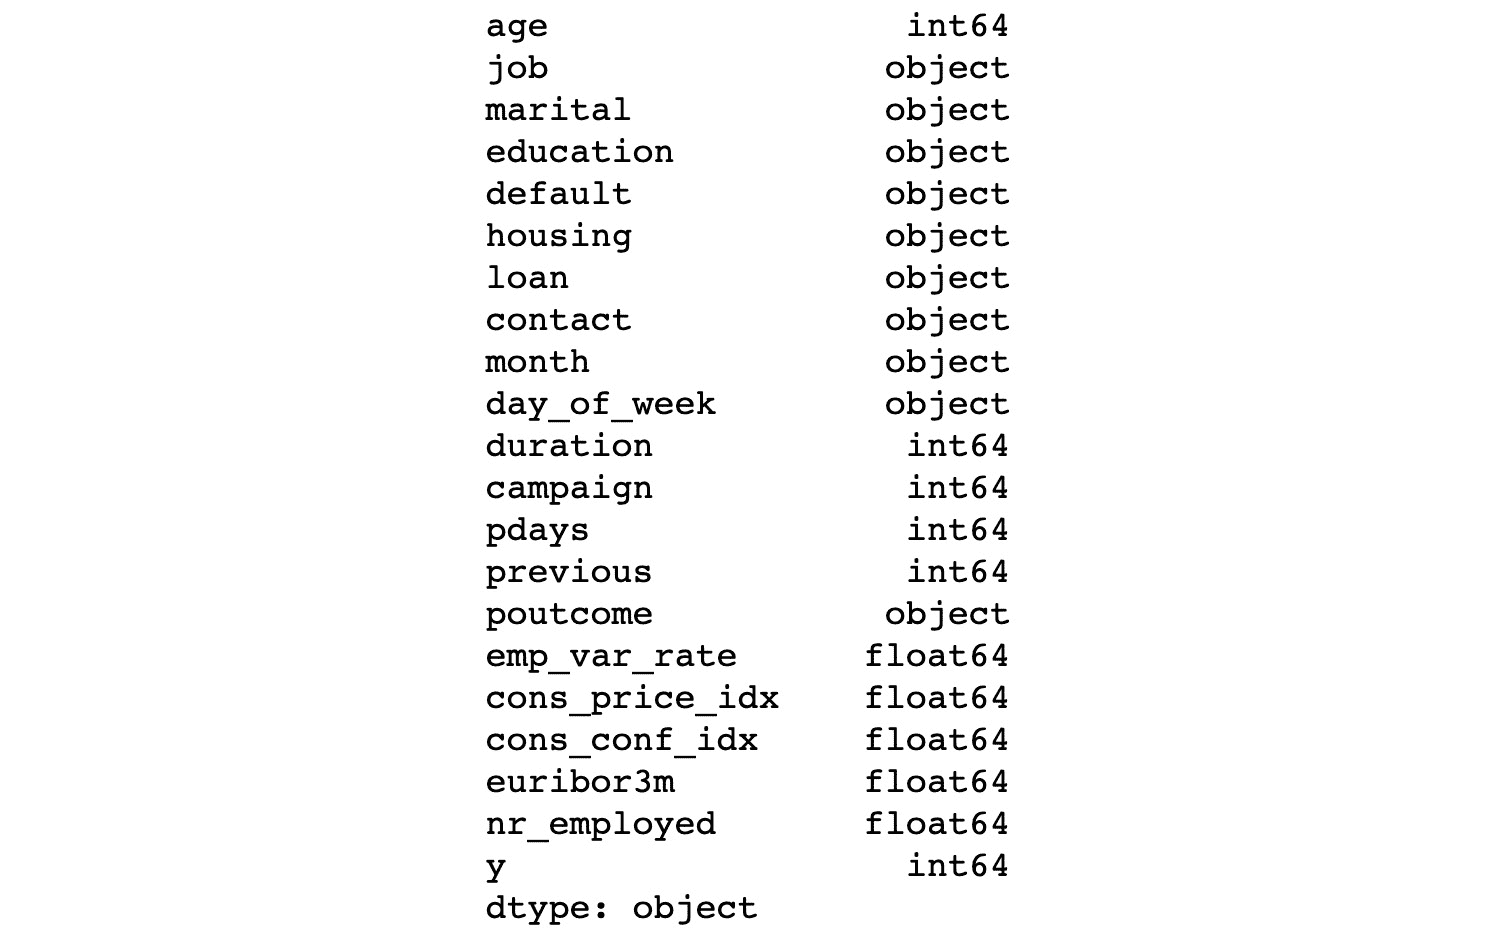 age int64
job object
marital object
education object
default object
housing object
loan object
contact object
month object
day_of_week object
duration int64
campaign int64
pdays int64
previous int64
poutcome object
emp_var_rate float64
cons_price_idx float64
cons_conf_idx float64
euribor3m float64
nr_employed float64
y int64
dtype: object